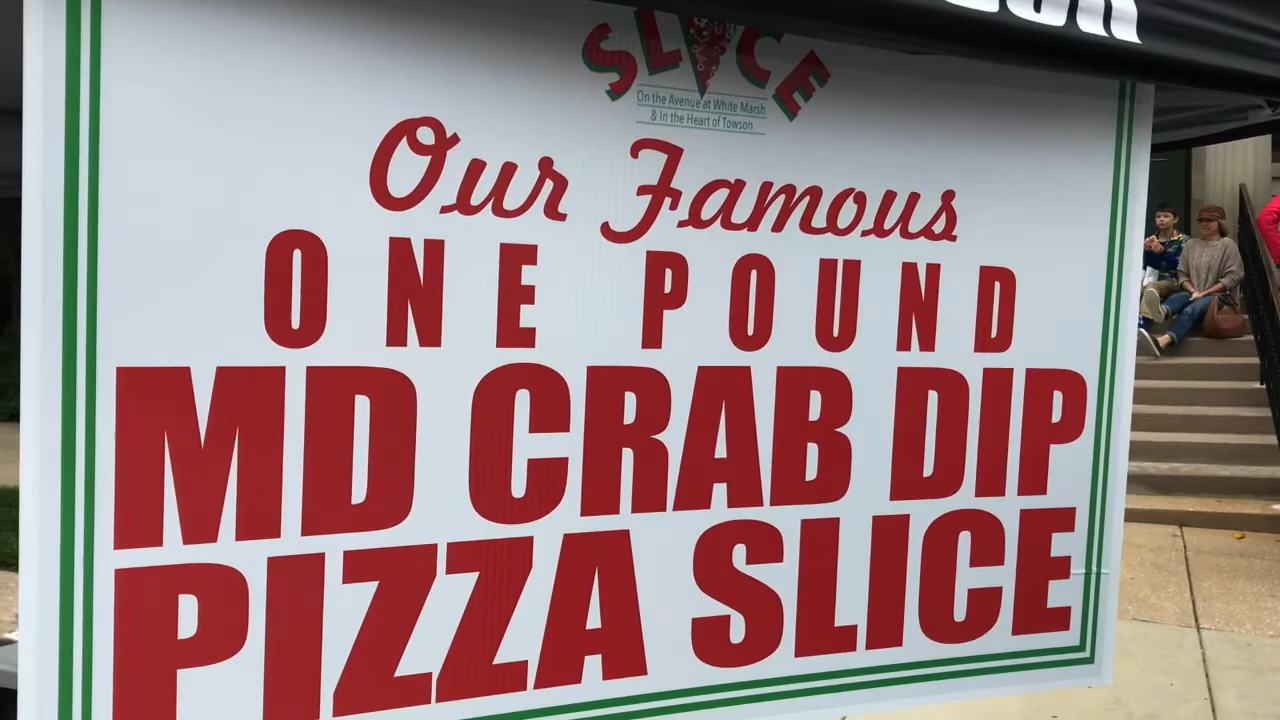 SLICE
On the Avenue at White Marsh
& In the Heart of Towson
Our Famous
ONE POUND
MD CRAB DIP
PIZZA SLICE